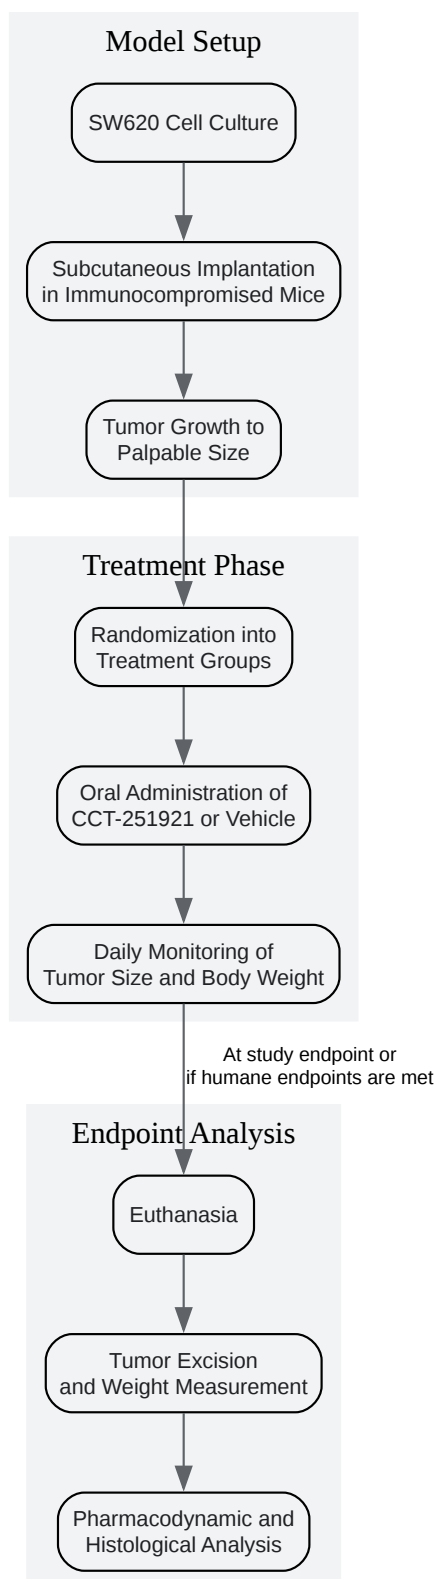 Model Setup
SW620 Cell Culture
Subcutaneous Implantation
in Immunocompromised Mice
Tumor Growth to
Palpable Size
Treatment Phase
Randomization into
Treatment Groups
Oral Administration of
CCT-251921 or Vehicle
Daily Monitoring of
Tumor Size and Body Weight
At study endpoint or
if humane endpoints are met
Endpoint Analysis
Euthanasia
Tumor Excision
and Weight Measurement
Pharmacodynamic and
Histological Analysis